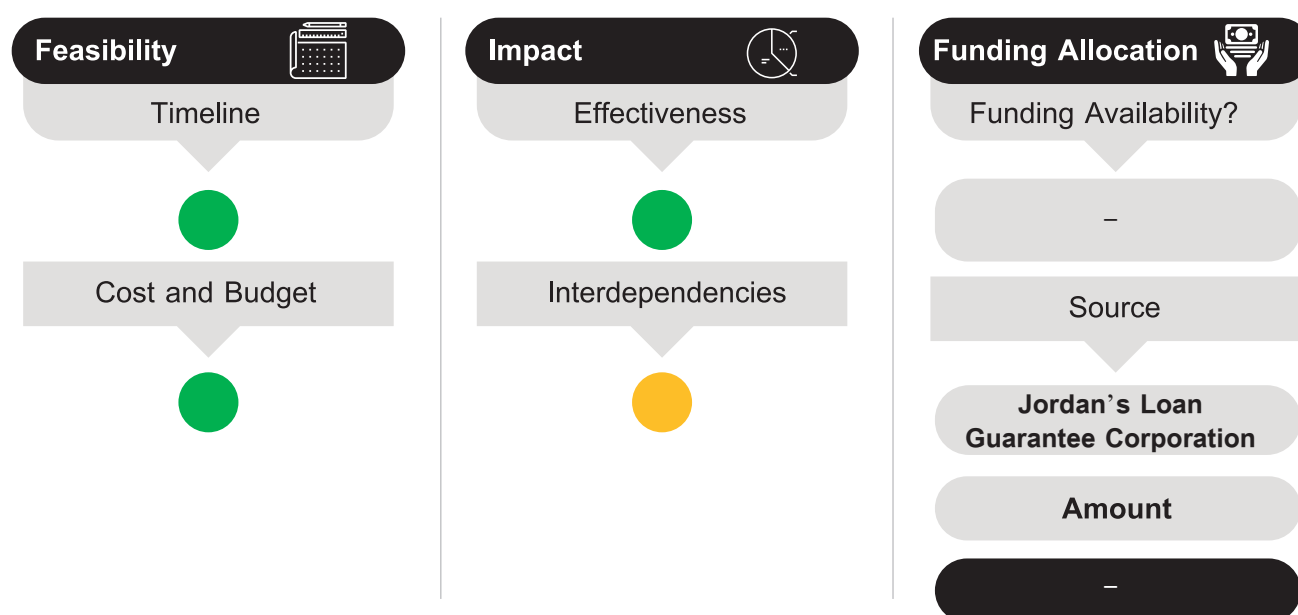 Feasibility
Timeline
Cost and Budget
Impact
Effectiveness
Interdependencies
Funding Allocation
Funding Availability?
–
Source
Jordan’s Loan
Guarantee Corporation
Amount
–